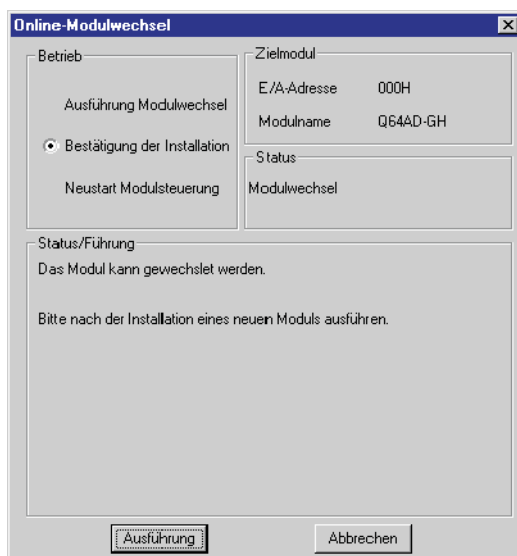 Online-Modulwechsel
Betrieb
Ausführung Modulwechsel
Bestätigung der Installation
Neustart Modulsteuerung
Zielmodul
E/A-Adresse 000H
Modulname Q64AD-GH
Status
Modulwechsel
Status/Führung
Das Modul kann gewechslet werden.
Bitte nach der Installation eines neuen Moduls ausführen.
Ausführung
Abbrechen